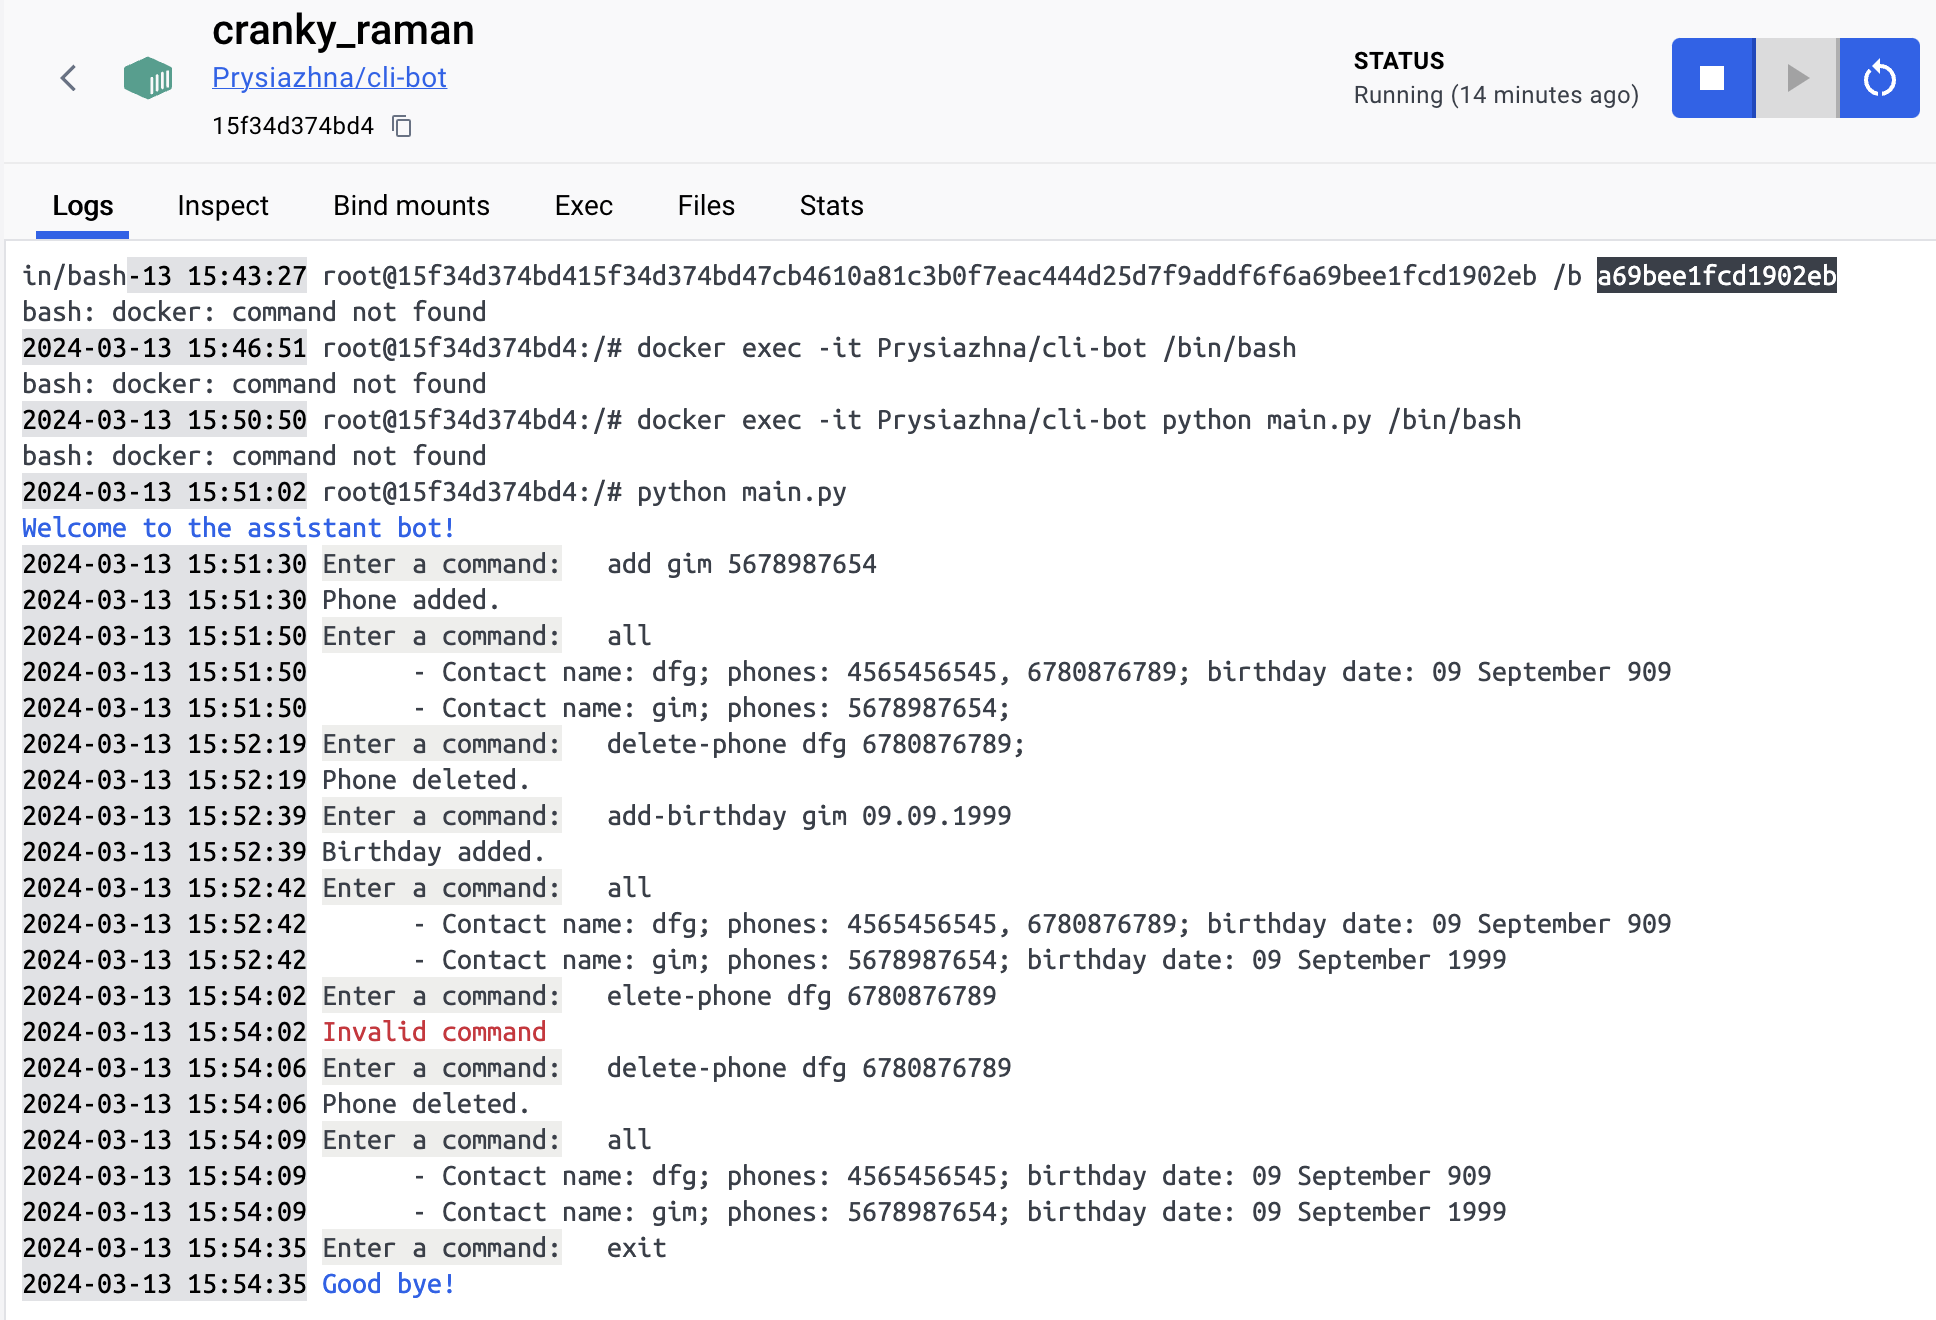 cranky_raman
Prysiazhna/cli-bot
15f34d374bd4
STATUS
Running (14 minutes ago)
Logs Inspect Bind mounts Exec Files Stats
in/bash-13 15:43:27 root@15f34d374bd415f34d374bd47cb4610a81c3b0f7eac444d25d7f9addf6f6a69bee1fcd1902eb /b a69bee1fcd1902eb
bash: docker: command not found
2024-03-13 15:46:51 root@15f34d374bd4:/# docker exec -it Prysiazhna/cli-bot /bin/bash
bash: docker: command not found
2024-03-13 15:50:50 root@15f34d374bd4:/# docker exec -it Prysiazhna/cli-bot python main.py /bin/bash
bash: docker: command not found
2024-03-13 15:51:02 root@15f34d374bd4:/# python main.py
Welcome to the assistant bot!
2024-03-13 15:51:30 Enter a command: add gim 5678987654
2024-03-13 15:51:30 Phone added.
2024-03-13 15:51:50 Enter a command: all
2024-03-13 15:51:50 - Contact name: dfg; phones: 4565456545, 6780876789; birthday date: 09 September 909
2024-03-13 15:51:50 - Contact name: gim; phones: 5678987654;
2024-03-13 15:52:19 Enter a command: delete-phone dfg 6780876789;
2024-03-13 15:52:19 Phone deleted.
2024-03-13 15:52:39 Enter a command: add-birthday gim 09.09.1999
2024-03-13 15:52:39 Birthday added.
2024-03-13 15:52:42 Enter a command: all
2024-03-13 15:52:42 - Contact name: dfg; phones: 4565456545, 6780876789; birthday date: 09 September 909
2024-03-13 15:52:42 - Contact name: gim; phones: 5678987654; birthday date: 09 September 1999
2024-03-13 15:54:02 Enter a command: elete-phone dfg 6780876789
2024-03-13 15:54:02 Invalid command
2024-03-13 15:54:06 Enter a command: delete-phone dfg 6780876789
2024-03-13 15:54:06 Phone deleted.
2024-03-13 15:54:09 Enter a command: all
2024-03-13 15:54:09 - Contact name: dfg; phones: 4565456545; birthday date: 09 September 909
2024-03-13 15:54:09 - Contact name: gim; phones: 5678987654; birthday date: 09 September 1999
2024-03-13 15:54:35 Enter a command: exit
2024-03-13 15:54:35 Good bye!